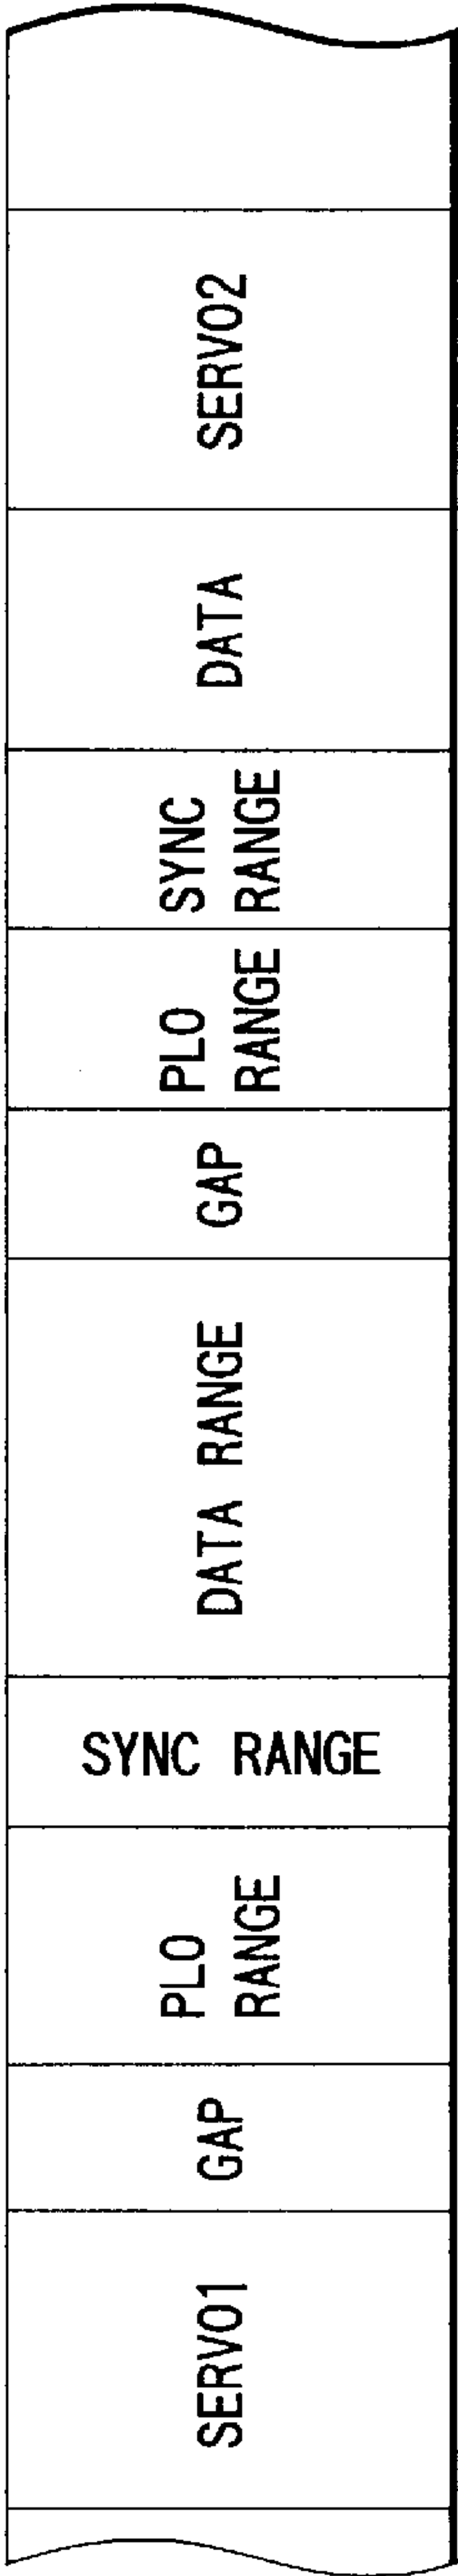 SERVO1
GAP
PLO
RANGE
SYNC RANGE
DATA RANGE
GAP
PLO
RANGE
SYNC
RANGE
DATA
SERVO2